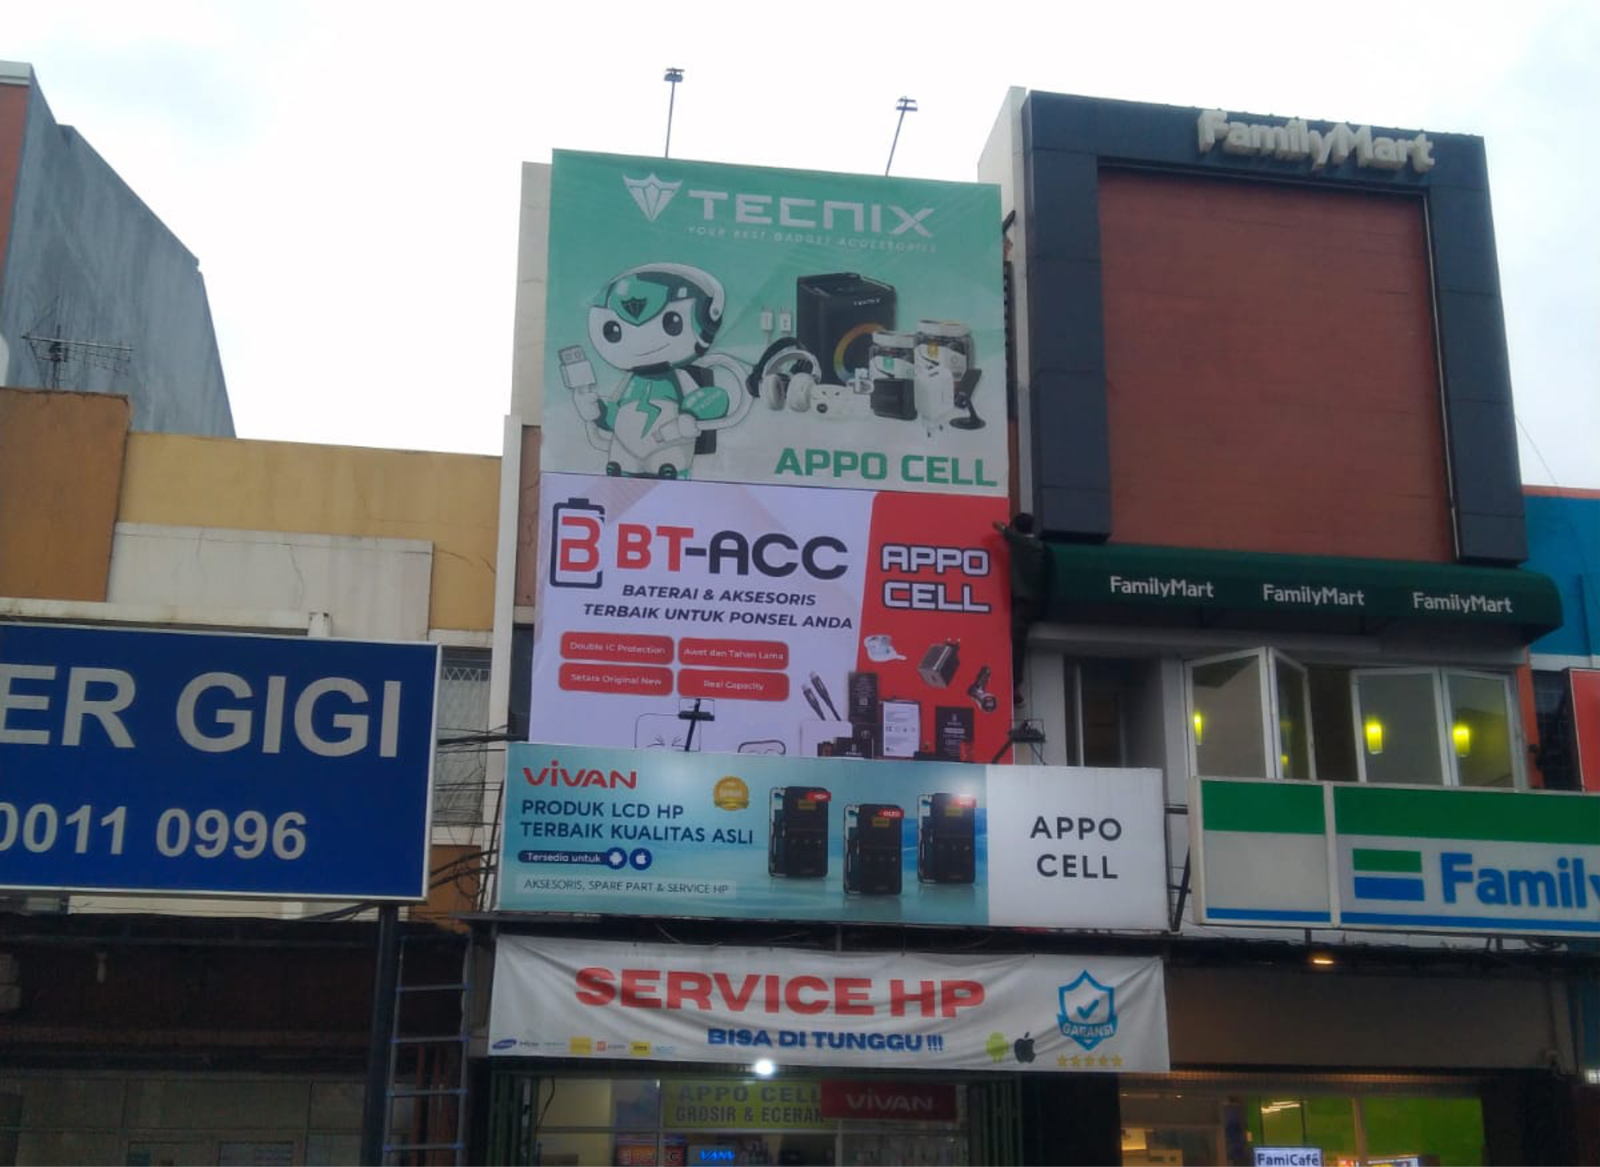 FamilyMart
TECNIX
YOUR BEST GADGET ACCESSORIES
TECNIX
APPO CELL
B BT-ACC
BATERAI & AKSESORIS
TERBAIK UNTUK PONSEL ANDA
Double IC Protection
Awet dan Tahan Lama
Setara Original New
Real Capacity
APPO
CELL
FamilyMart FamilyMart FamilyMart
ER GIGI
0011 0996
ViVAN
PRODUK LCD HP
TERBAIK KUALITAS ASLI
Tersedia untuk
AKSESORIS, SPARE PART & SERVICE HP
APPO
CELL
Family
SERVICE HP
BISA DI TUNGGU !!!
GARANSI
APPO CELL
GROSIR & ECERAN
ViVAN
FamiCafé